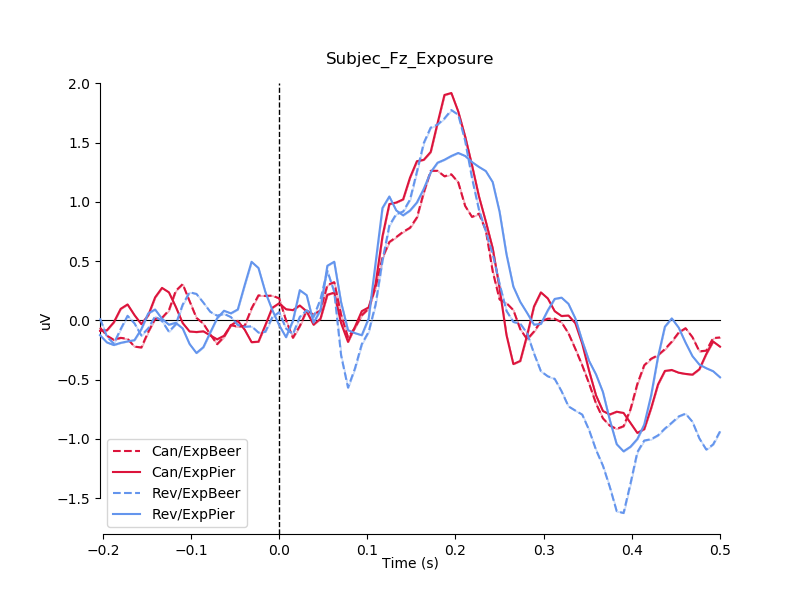 Subjec_Fz_Exposure
2.0
1.5
1.0
0.5
0.0
−0.5
−1.0
−1.5
uV
Can/ExpBeer
Can/ExpPier
Rev/ExpBeer
Rev/ExpPier
−0.2 −0.1 0.0 0.1 0.2 0.3 0.4 0.5
Time (s)